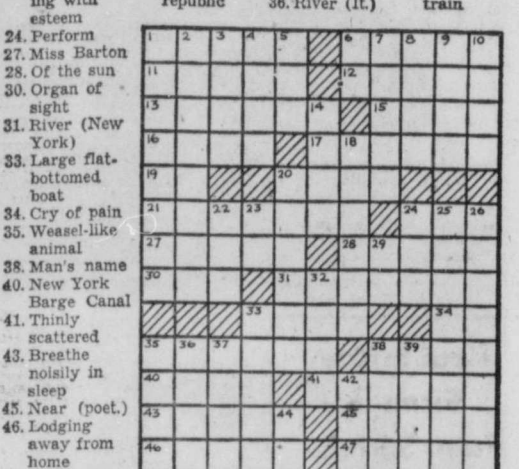 ing with
esteem
24. Perform
27. Miss Barton
28. Of the sun
30. Organ of
sight
31. River (New
York)
33. Large flat-
bottomed
boat
34. Cry of pain
35. Weasel-like
animal
38. Man's name
40. New York
Barge Canal
41. Thinly
scattered
43. Breathe
noisily in
sleep
45. Near (poet.)
46. Lodging
away from
home
republic
36. River (It.)
train
1 2 3 4 5 6 7 8 9 10
11 12
13 14 15
16 17 18
19 20
21 22 23 24 25 26
27 28 29
30 31 32
33 34
35 36 37 38 39
40 41 42
43 44 45
46 47